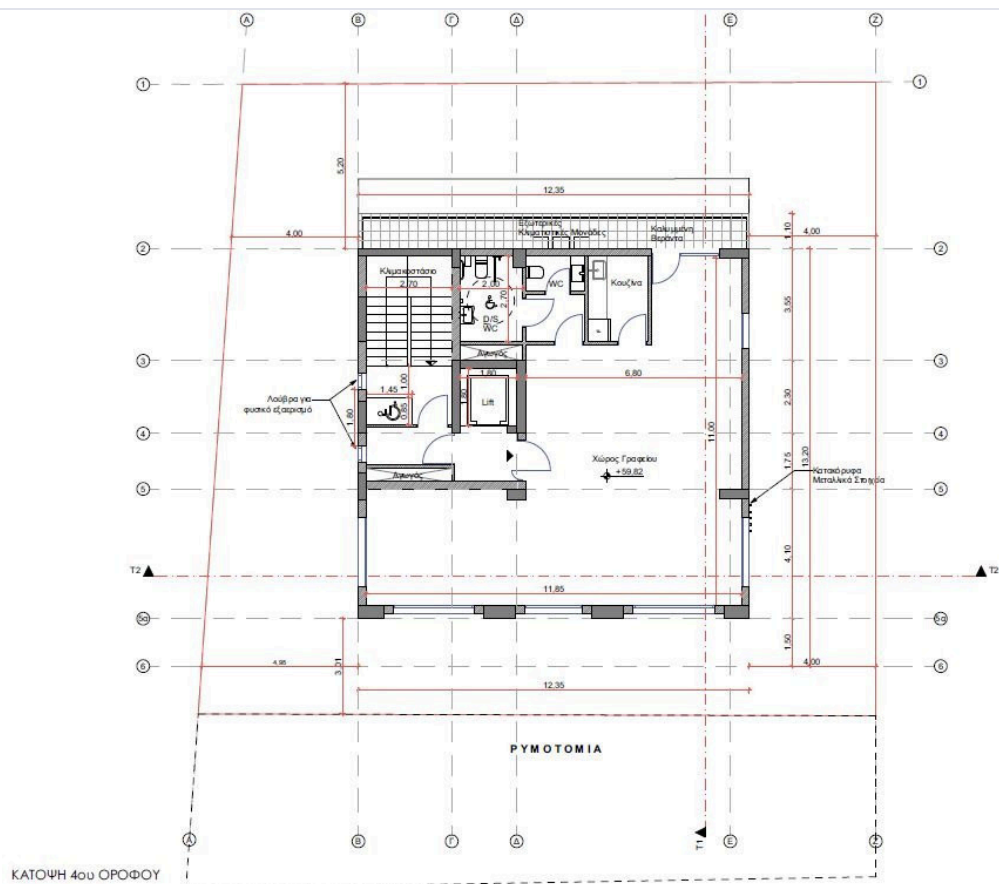 Α Β Γ Δ Ε Ζ
1 1
5,20
12,35
Εξωτερικές
Κλιματιστικές Μονάδες
Καλυμμένη
Βεράντα
1,10
4,00 4,00
2 2
Κλιμακοστάσιο
2,70 2,00
2,70
D/S
WC
WC
Κουζίνα
3,55
Αγωγός
3 3
1,80 6,80
Λούβρα για
φυσικό εξαερισμό
1,80
1,45
1,00
0,85
1,80
Lift
2,30
11,00
13,20
4 4
Χώρος Γραφείου
+59,82
1,75
Αγωγός
Κατακόρυφα
Μεταλλικά Στοιχεία
5 5
4,10
T2 T2
11,85
5α 5α
1,50
3,01
4,95 4,00
6 6
12,35
ΡΥΜΟΤΟΜΙΑ
T1
Α Β Γ Δ Ε Ζ
ΚΑΤΟΨΗ 4ου ΟΡΟΦΟΥ